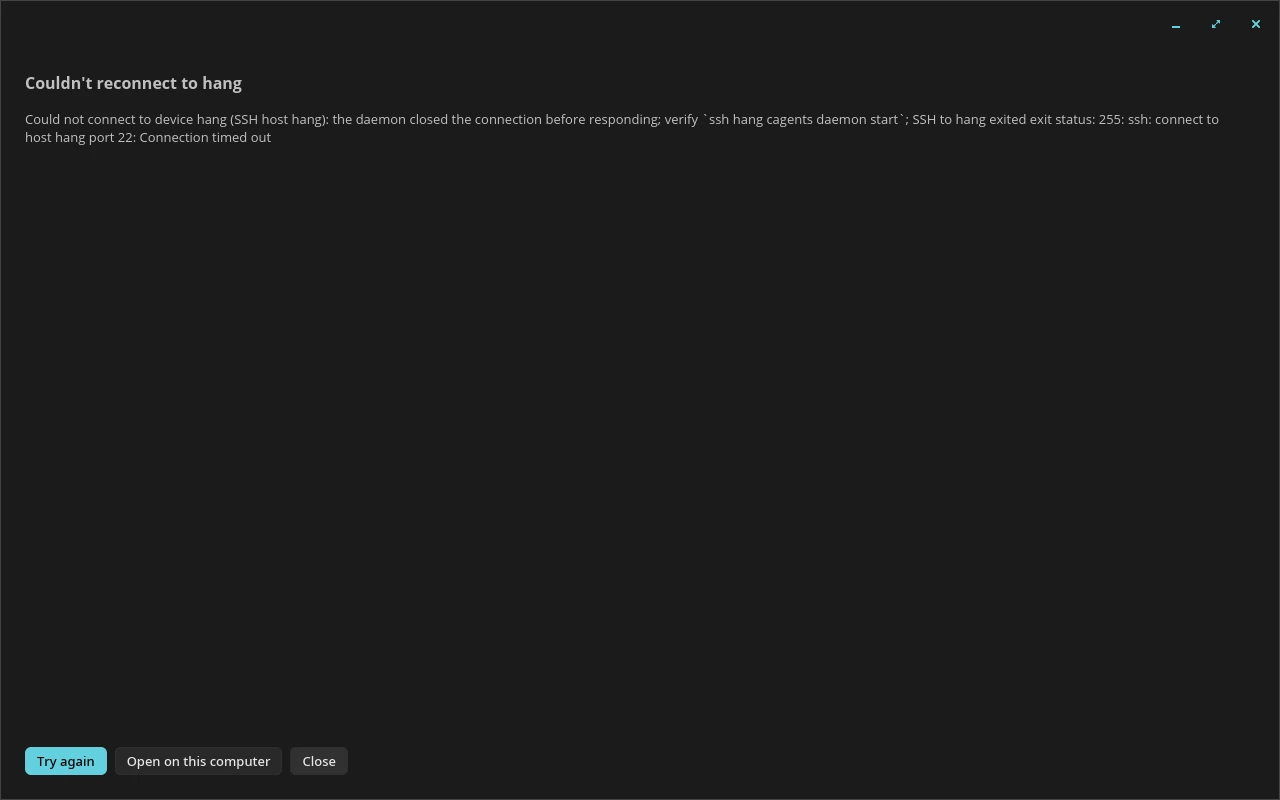 Couldn't reconnect to hang
Could not connect to device hang (SSH host hang): the daemon closed the connection before responding; verify `ssh hang cagents daemon start`; SSH to hang exited exit status: 255: ssh: connect to
host hang port 22: Connection timed out
Try again
Open on this computer
Close